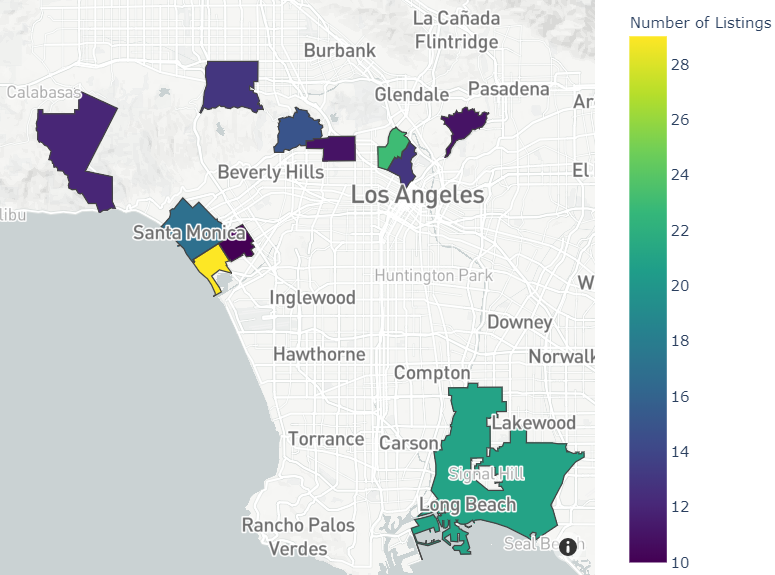 La Cañada
Flintridge
Number of Listings
Burbank
28
Calabasas
Glendale
Pasadena
Ar
26
Beverly Hills
El
24
Los Angeles
libu
Santa Monica
22
Huntington Park
W
20
Inglewood
Downey
18
Hawthorne
Norwalk
Compton
16
Lakewood
Torrance
Carson
14
Signal Hill
Long Beach
12
Rancho Palos
Verdes
Seal Be h
10